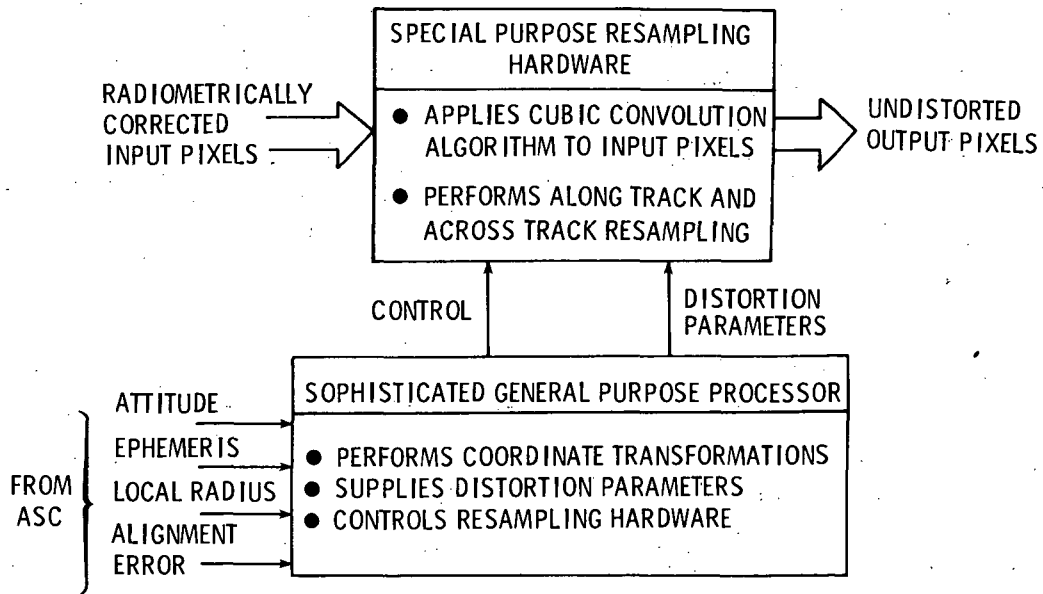 SPECIAL PURPOSE RESAMPLING
HARDWARE
RADIOMETRICALLY
CORRECTED
INPUT PIXELS
● APPLIES CUBIC CONVOLUTION
ALGORITHM TO INPUT PIXELS
● PERFORMS ALONG TRACK AND
ACROSS TRACK RESAMPLING
UNDISTORTED
OUTPUT PIXELS
CONTROL
DISTORTION
PARAMETERS
SOPHISTICATED GENERAL PURPOSE PROCESSOR
● PERFORMS COORDINATE TRANSFORMATIONS
● SUPPLIES DISTORTION PARAMETERS
● CONTROLS RESAMPLING HARDWARE
FROM
ASC
ATTITUDE
EPHEMERIS
LOCAL RADIUS
ALIGNMENT
ERROR